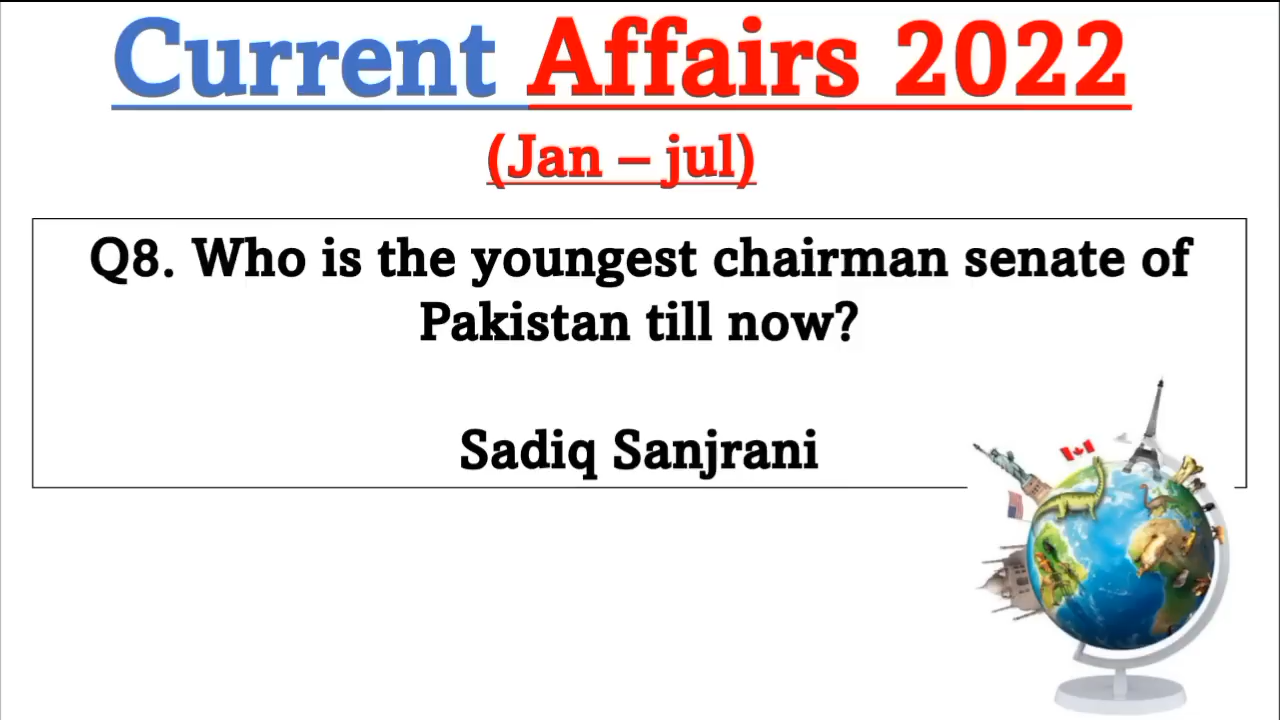 Current Affairs 2022
(Jan – jul)
Q8. Who is the youngest chairman senate of
Pakistan till now?
Sadiq Sanjrani